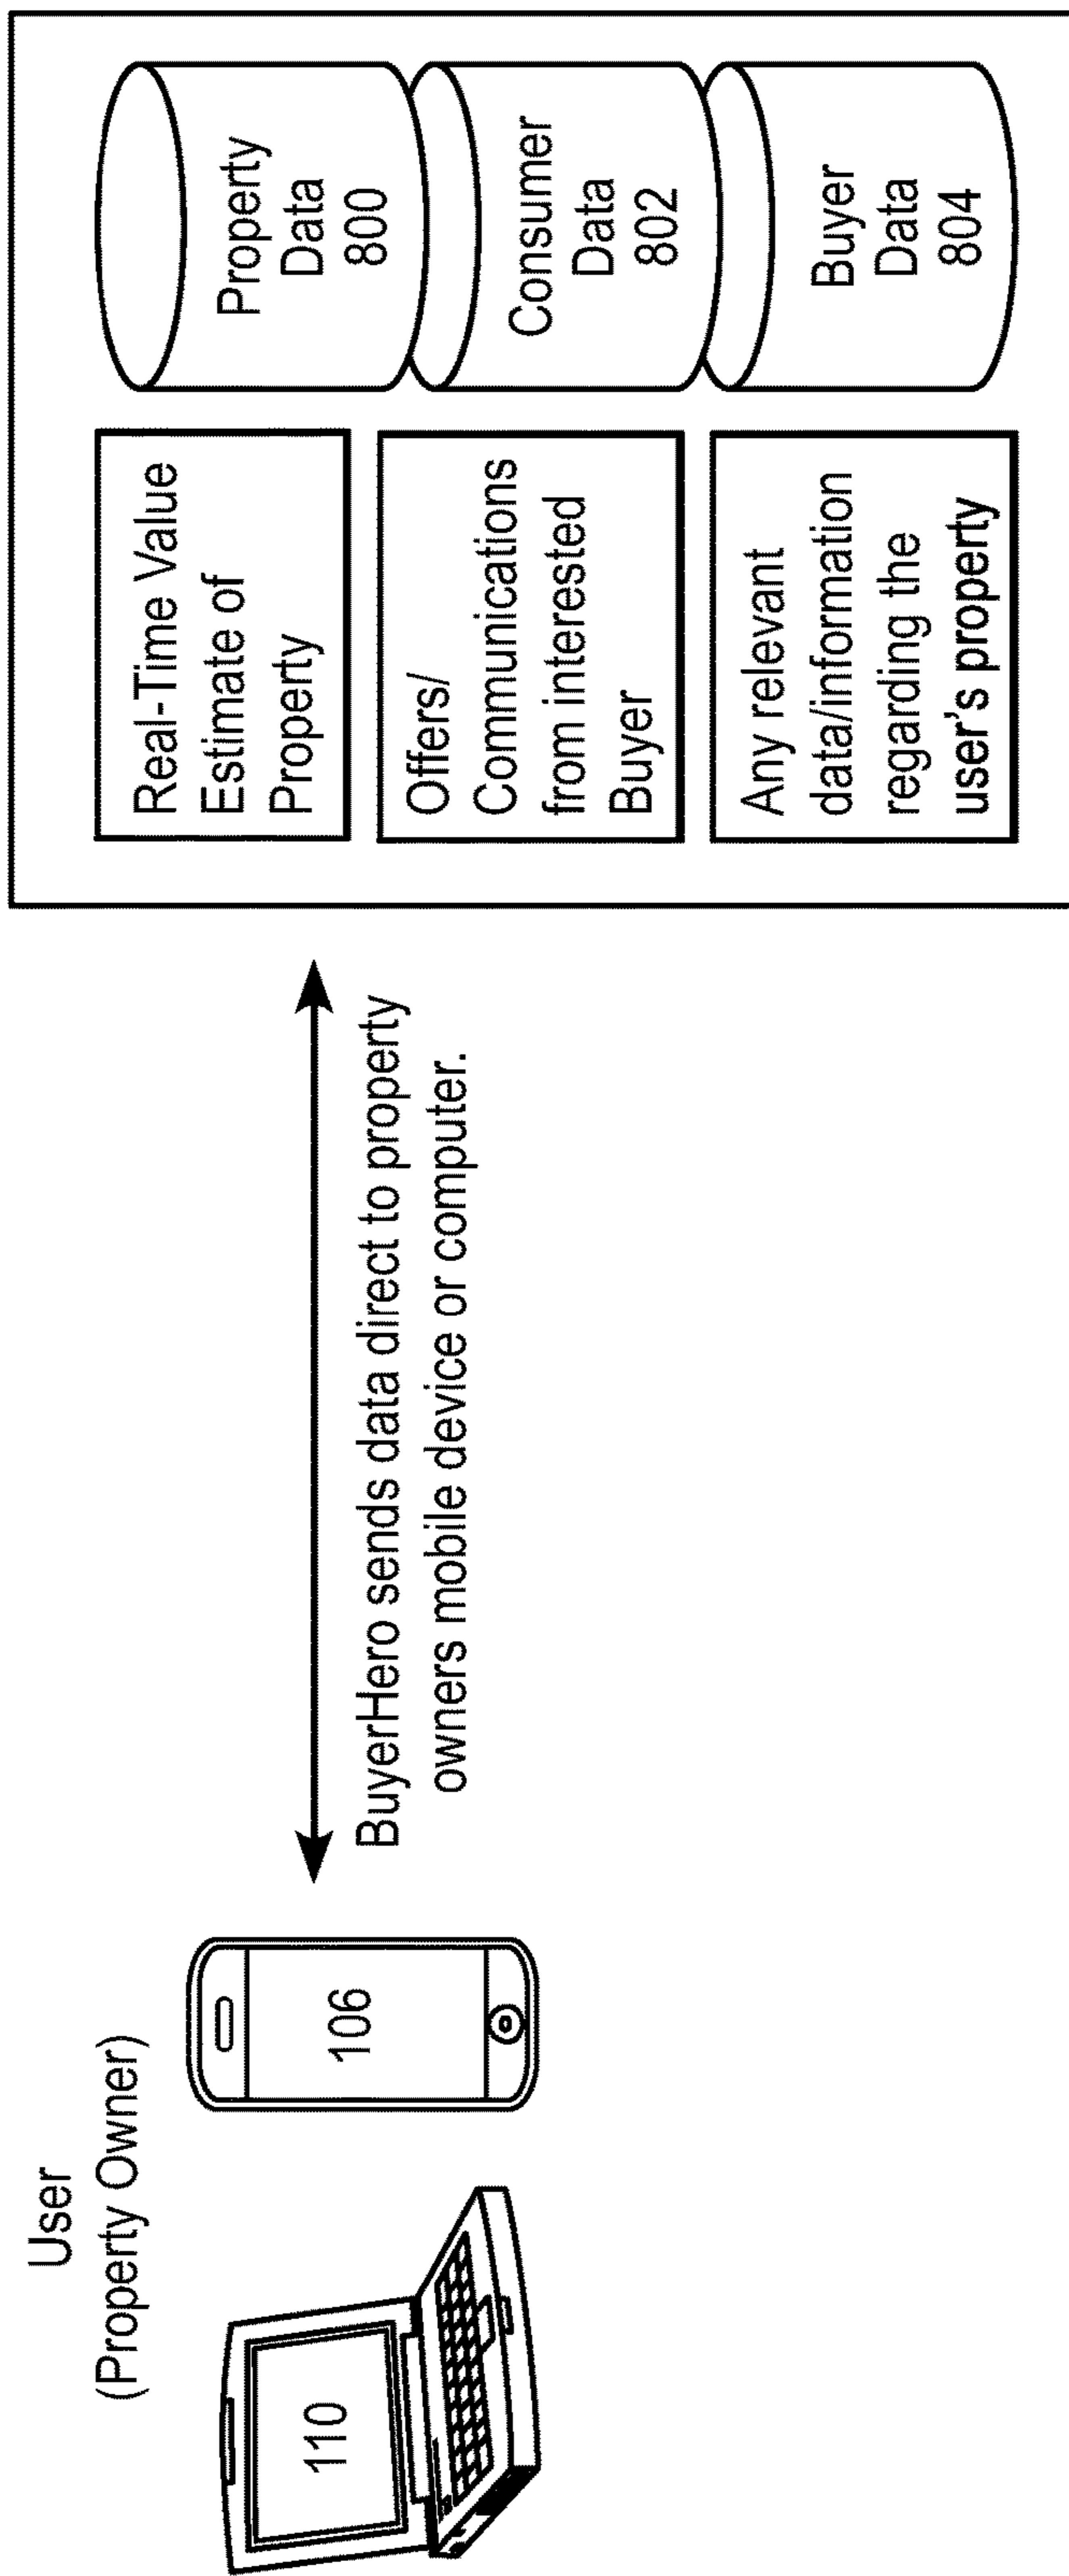 User
(Property Owner)
110
106
BuyerHero sends data direct to property
owners mobile device or computer.
Real-Time Value
Estimate of
Property
Offers/
Communications
from interested
Buyer
Any relevant
data/information
regarding the
user's property
Property
Data
800
Consumer
Data
802
Buyer
Data
804